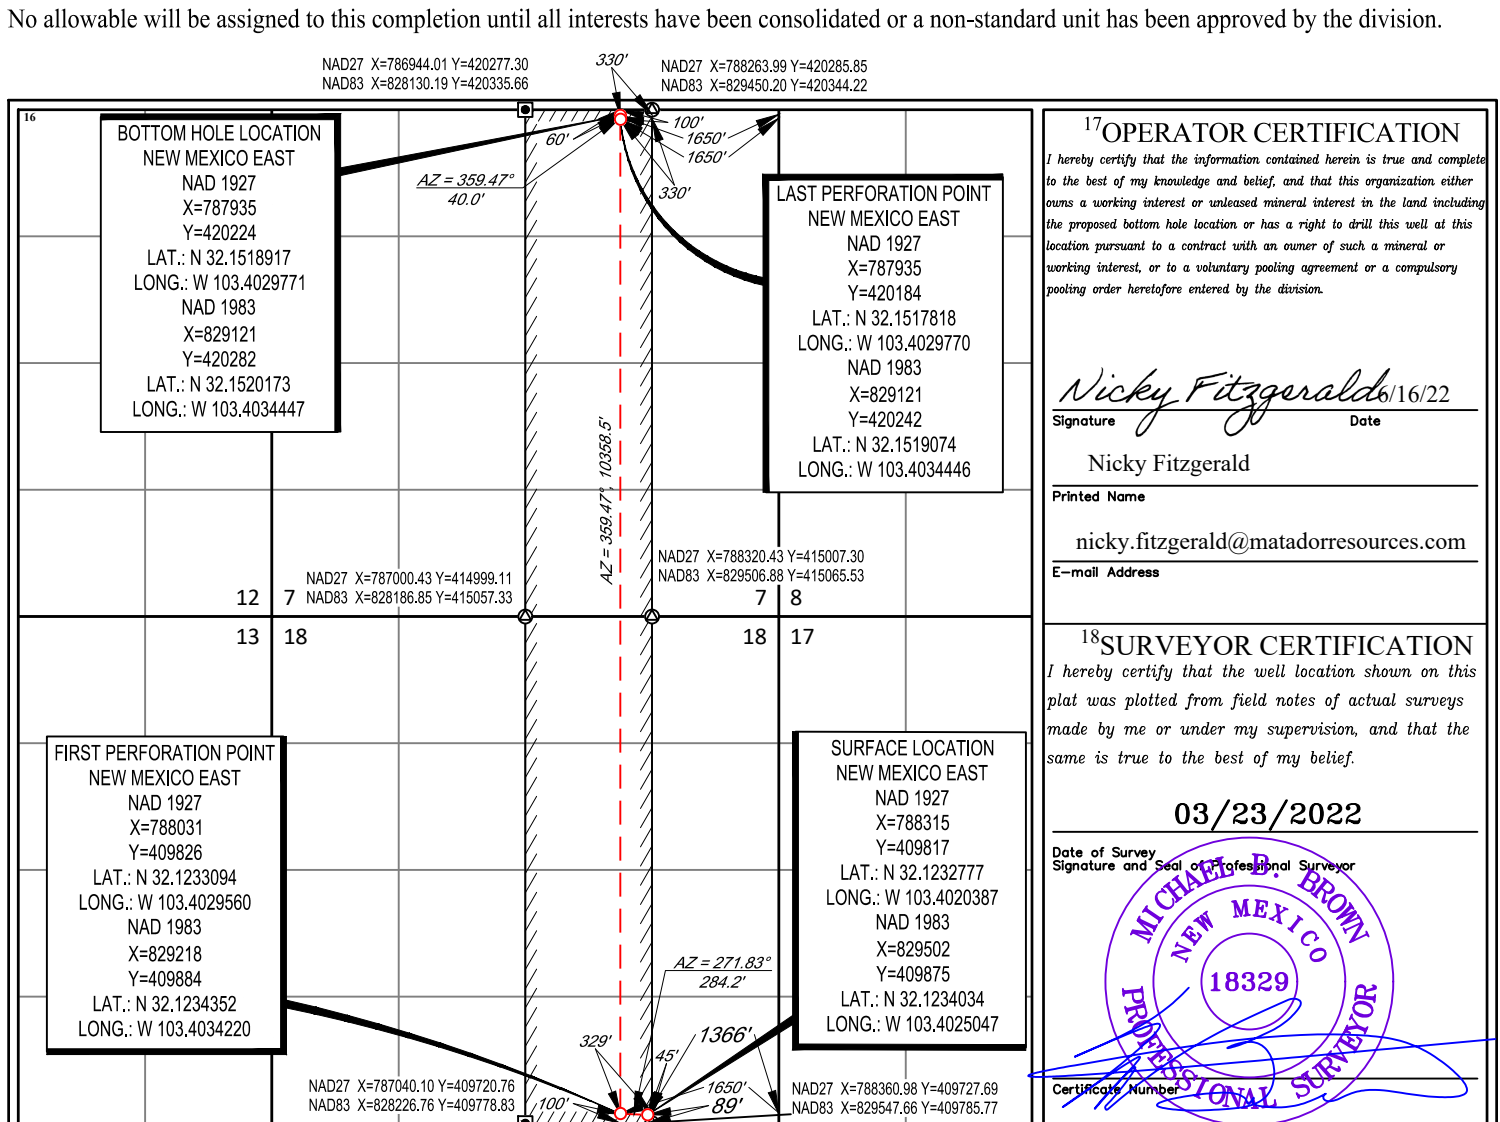 No allowable will be assigned to this completion until all interests have been consolidated or a non-standard unit has been approved by the division.
NAD27 X=786944.01 Y=420277.30
NAD83 X=828130.19 Y=420335.66
330'
NAD27 X=788263.99 Y=420285.85
NAD83 X=829450.20 Y=420344.22
16
BOTTOM HOLE LOCATION
NEW MEXICO EAST
NAD 1927
X=787935
Y=420224
LAT.: N 32.1518917
LONG.: W 103.4029771
NAD 1983
X=829121
Y=420282
LAT.: N 32.1520173
LONG.: W 103.4034447
60'
100'
1650'
1650'
330'
AZ = 359.47°
40.0'
LAST PERFORATION POINT
NEW MEXICO EAST
NAD 1927
X=787935
Y=420184
LAT.: N 32.1517818
LONG.: W 103.4029770
NAD 1983
X=829121
Y=420242
LAT.: N 32.1519074
LONG.: W 103.4034446
AZ = 359.47°, 10358.5'
NAD27 X=787000.43 Y=414999.11
NAD83 X=828186.85 Y=415057.33
NAD27 X=788320.43 Y=415007.30
NAD83 X=829506.88 Y=415065.53
12 7
7 8
13 18
18 17
FIRST PERFORATION POINT
NEW MEXICO EAST
NAD 1927
X=788031
Y=409826
LAT.: N 32.1233094
LONG.: W 103.4029560
NAD 1983
X=829218
Y=409884
LAT.: N 32.1234352
LONG.: W 103.4034220
SURFACE LOCATION
NEW MEXICO EAST
NAD 1927
X=788315
Y=409817
LAT.: N 32.1232777
LONG.: W 103.4020387
NAD 1983
X=829502
Y=409875
LAT.: N 32.1234034
LONG.: W 103.4025047
AZ = 271.83°
284.2'
329'
45'
1366'
1650'
89'
100'
NAD27 X=787040.10 Y=409720.76
NAD83 X=828226.76 Y=409778.83
NAD27 X=788360.98 Y=409727.69
NAD83 X=829547.66 Y=409785.77
17OPERATOR CERTIFICATION
I hereby certify that the information contained herein is true and complete
to the best of my knowledge and belief, and that this organization either
owns a working interest or unleased mineral interest in the land including
the proposed bottom hole location or has a right to drill this well at this
location pursuant to a contract with an owner of such a mineral or
working interest, or to a voluntary pooling agreement or a compulsory
pooling order heretofore entered by the division.
Nicky Fitzgerald 6/16/22
Signature Date
Nicky Fitzgerald
Printed Name
nicky.fitzgerald@matadorresources.com
E-mail Address
18SURVEYOR CERTIFICATION
I hereby certify that the well location shown on this
plat was plotted from field notes of actual surveys
made by me or under my supervision, and that the
same is true to the best of my belief.
03/23/2022
Date of Survey
Signature and Seal of Professional Surveyor
MICHAEL B. BROWN
NEW MEXICO
18329
PROFESSIONAL SURVEYOR
Certificate Number